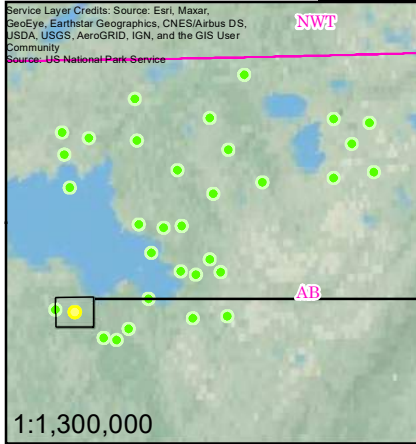 Service Layer Credits: Source: Esri, Maxar,
GeoEye, Earthstar Geographics, CNES/Airbus DS,
USDA, USGS, AeroGRID, IGN, and the GIS User
Community
Source: US National Park Service
NWT
AB
1:1,300,000